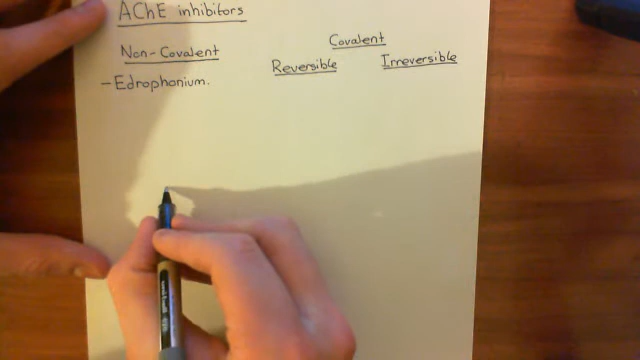 AChE inhibitors
Non-Covalent
Covalent
Reversible
Irreversible
- Edrophonium.